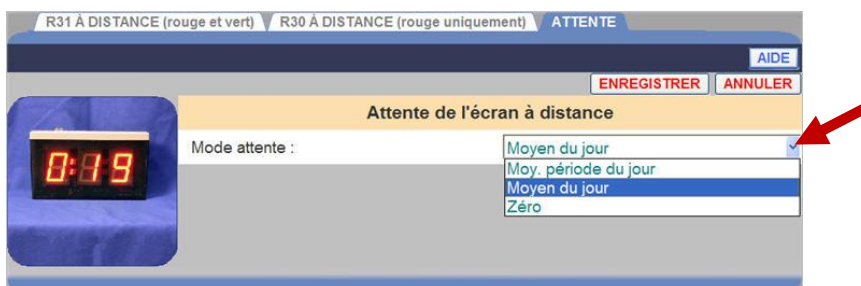 R31 À DISTANCE (rouge et vert) R30 À DISTANCE (rouge uniquement) ATTENTE
AIDE
ENREGISTRER ANNULER
Attente de l'écran à distance
0:19
Mode attente : Moyen du jour
Moy. période du jour
Moyen du jour
Zéro